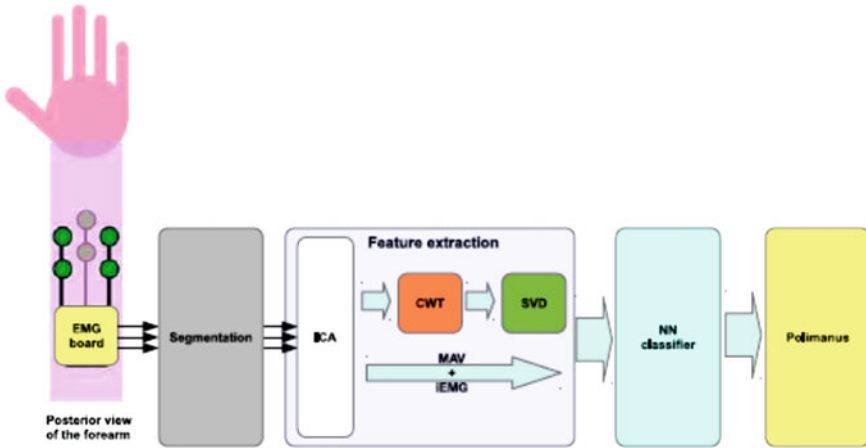 Feature extraction
EMG
board
Segmentation
ICA
CWT
SVD
MAV
+
iEMG
NN
classifier
Polimanus
Posterior view
of the forearm